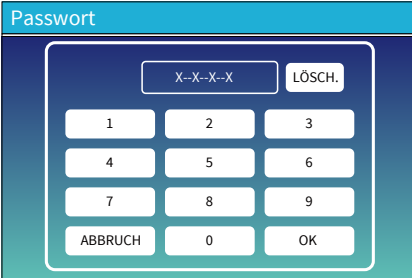 Passwort
X--X--X--X LÖSCH.
1 2 3
4 5 6
7 8 9
ABBRUCH 0 OK